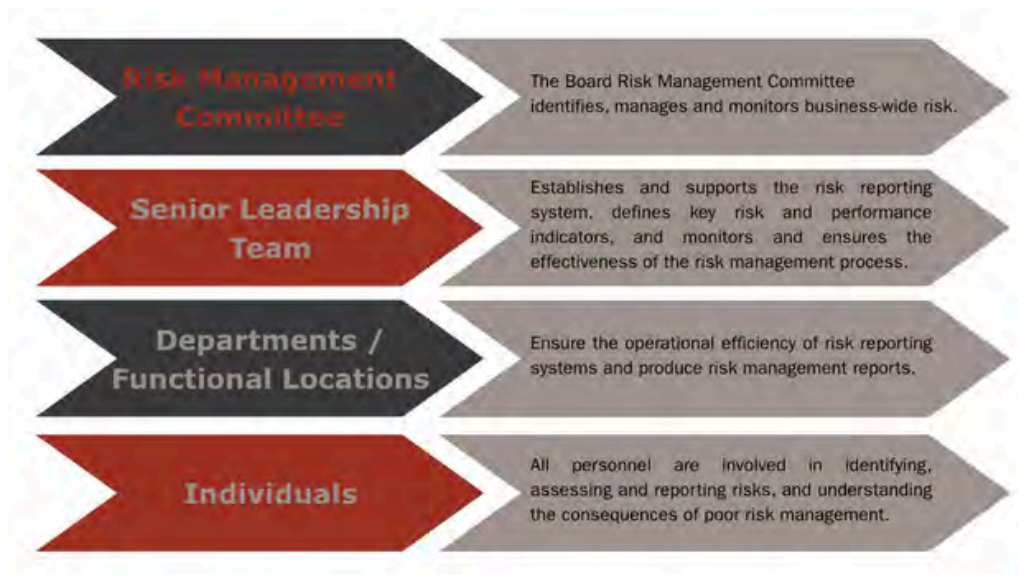 Risk Management
Committee
The Board Risk Management Committee
identifies, manages and monitors business-wide risk.
Senior Leadership
Team
Establishes and supports the risk reporting
system, defines key risk and performance
indicators, and monitors and ensures the
effectiveness of the risk management process.
Departments /
Functional Locations
Ensure the operational efficiency of risk reporting
systems and produce risk management reports.
Individuals
All personnel are involved in identifying,
assessing and reporting risks, and understanding
the consequences of poor risk management.